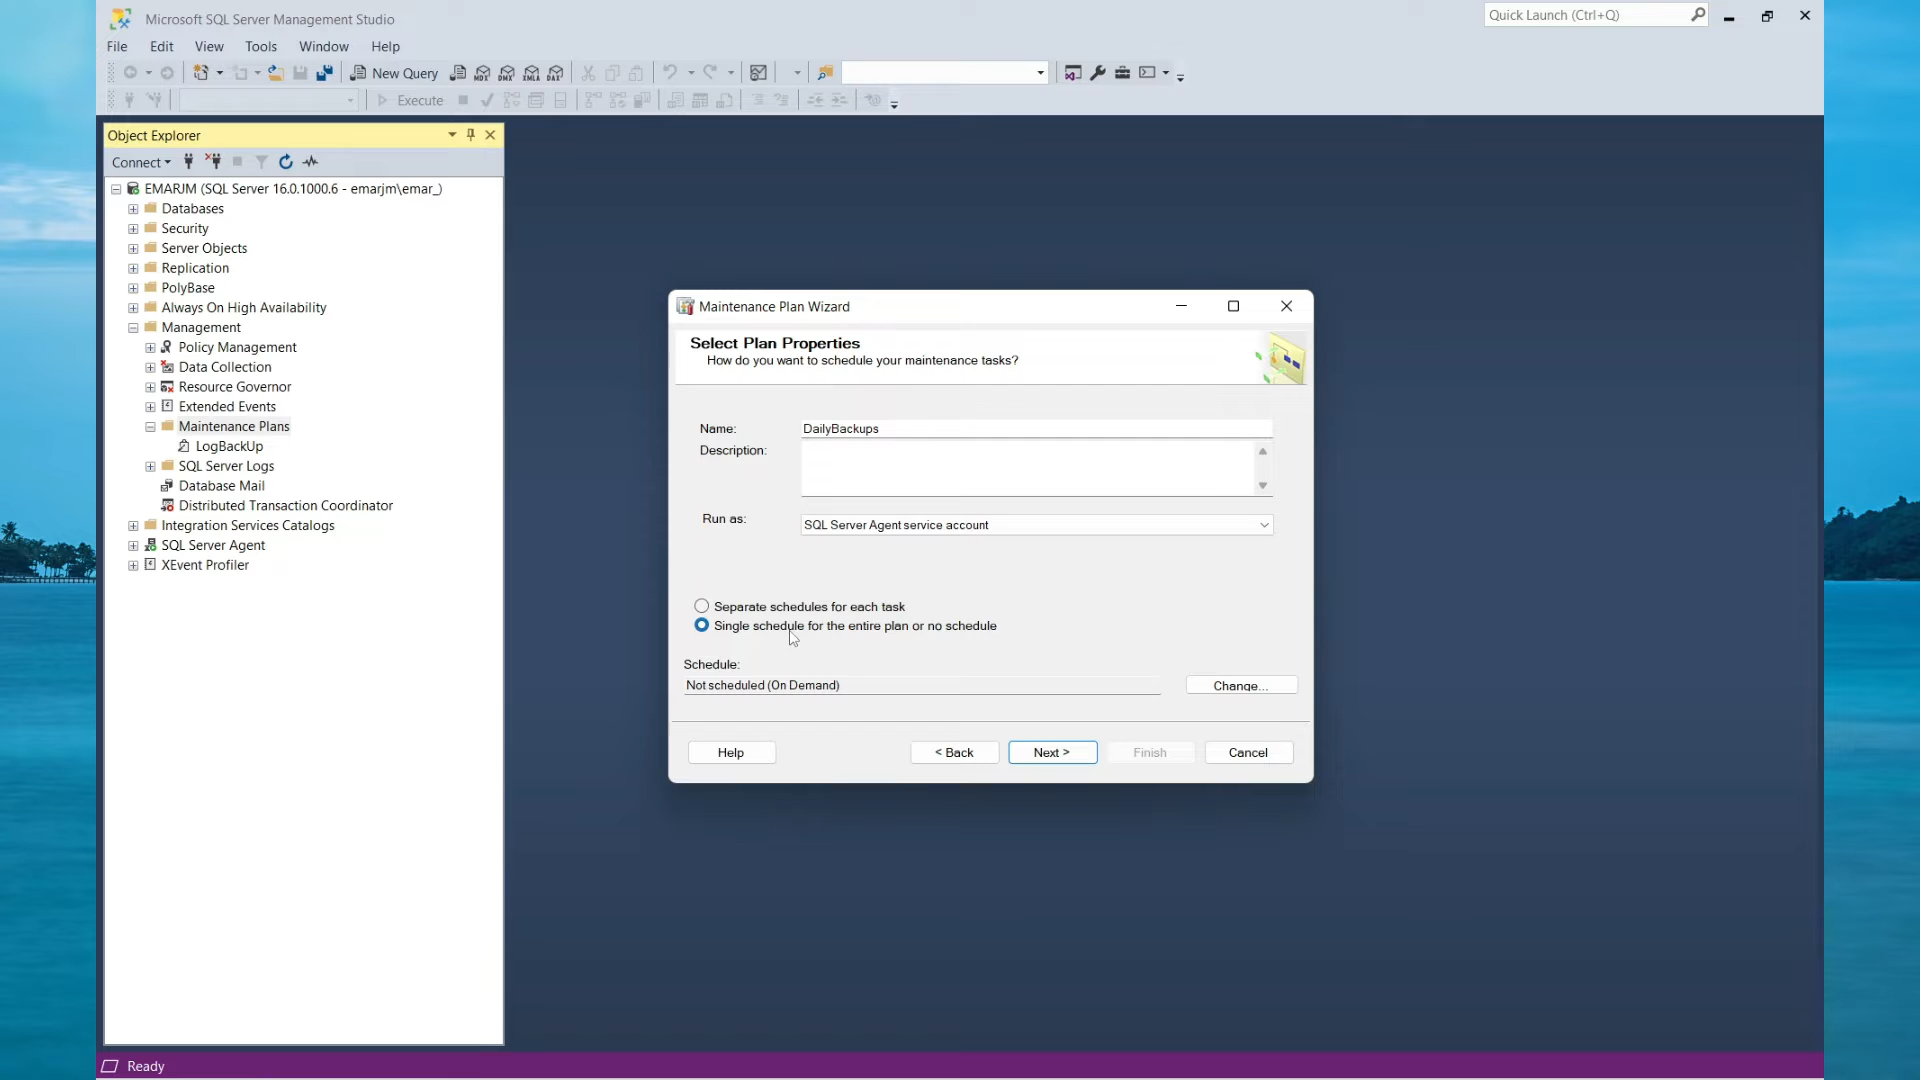 Microsoft SQL Server Management Studio
Quick Launch (Ctrl+Q)
File Edit View Tools Window Help
New Query MDX DMX XMLA DAX
Execute
Object Explorer
Connect
EMARJM (SQL Server 16.0.1000.6 - emarjm\emar_)
Databases
Security
Server Objects
Replication
PolyBase
Always On High Availability
Management
Policy Management
Data Collection
Resource Governor
Extended Events
Maintenance Plans
LogBackUp
SQL Server Logs
Database Mail
Distributed Transaction Coordinator
Integration Services Catalogs
SQL Server Agent
XEvent Profiler
Maintenance Plan Wizard
Select Plan Properties
How do you want to schedule your maintenance tasks?
Name: DailyBackups
Description:
Run as: SQL Server Agent service account
Separate schedules for each task
Single schedule for the entire plan or no schedule
Schedule:
Not scheduled (On Demand) Change...
Help < Back Next > Finish Cancel
Ready